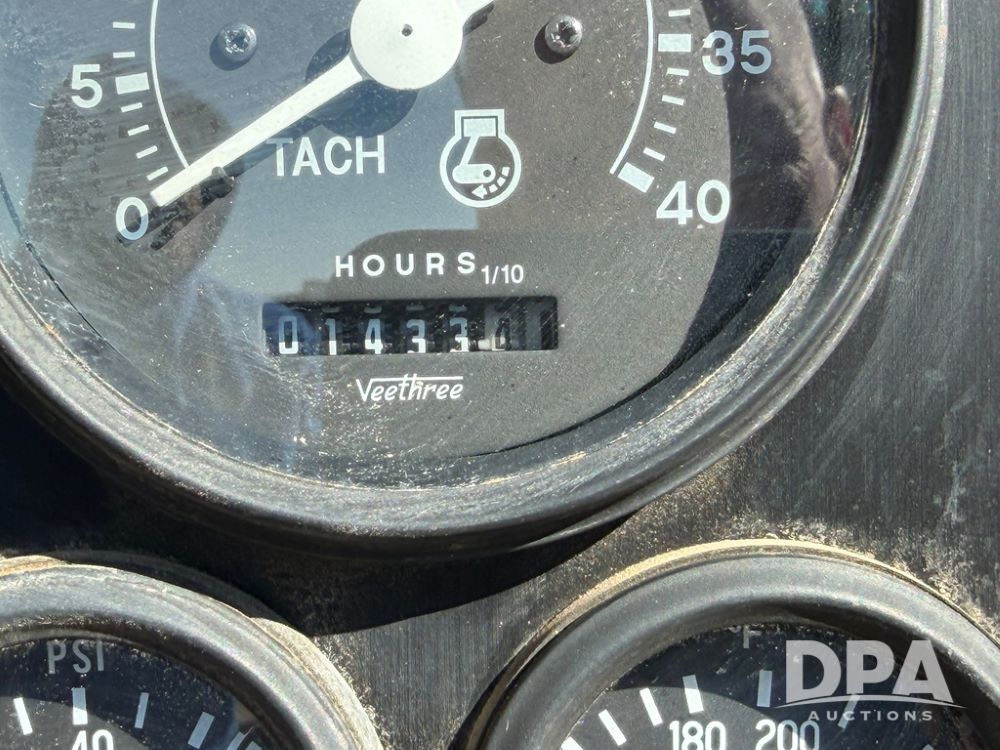 5
35
TACH
0
40
HOURS 1/10
01433
Veethree
PSI
40
°F
180
200
DPA
AUCTIONS